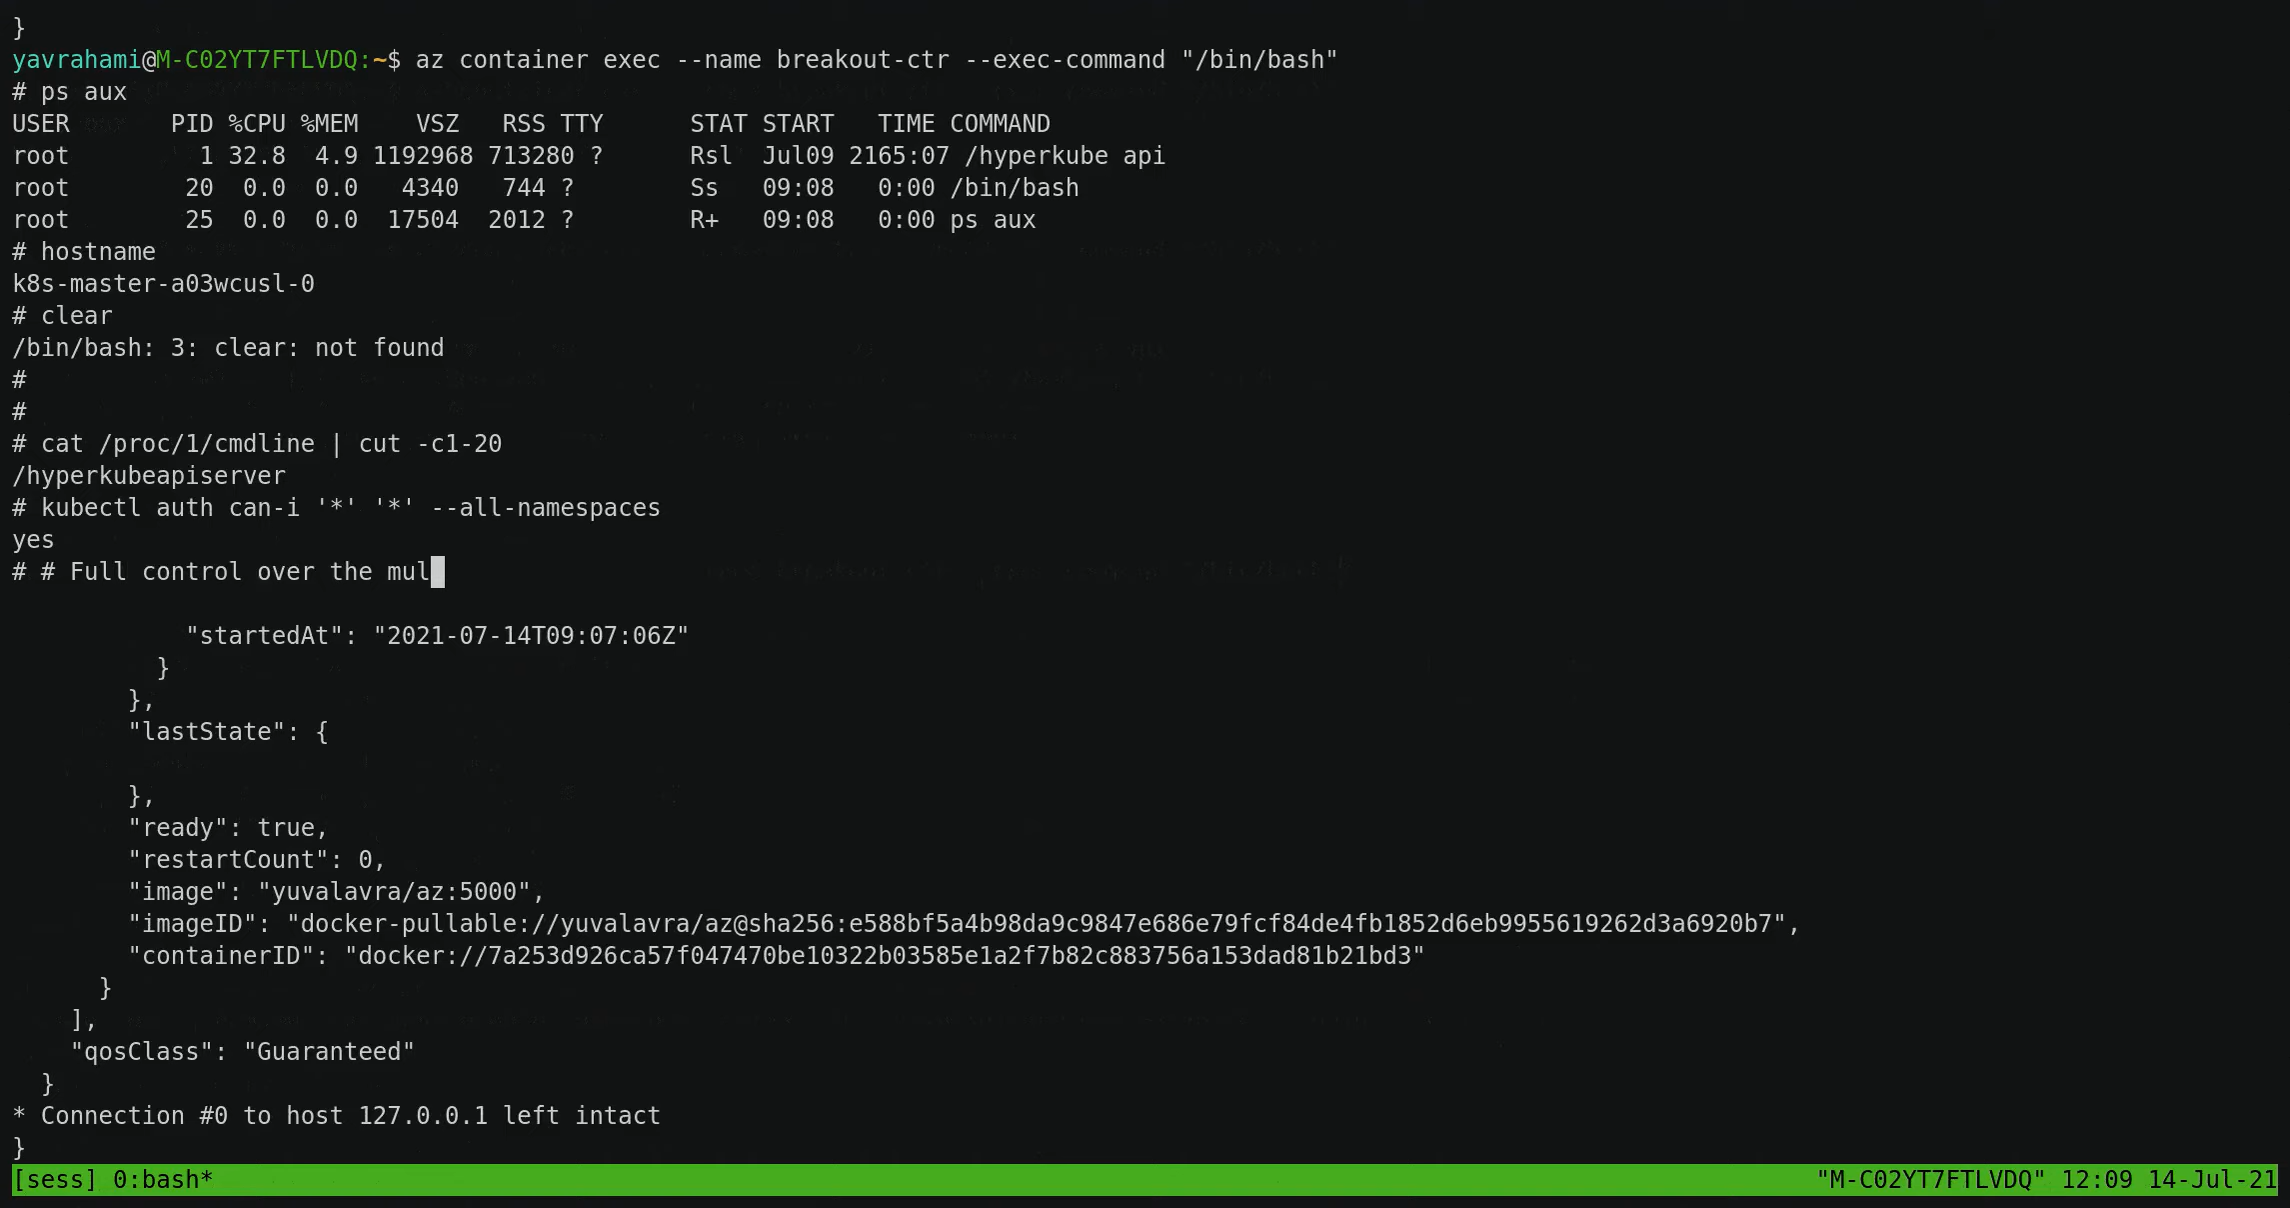 }
yavrahami@M-C02YT7FTLVDQ:~$ az container exec --name breakout-ctr --exec-command "/bin/bash"
# ps aux
USER       PID %CPU %MEM    VSZ   RSS TTY      STAT START   TIME COMMAND
root         1 32.8  4.9 1192968 713280 ?      Rsl  Jul09 2165:07 /hyperkube api
root        20  0.0  0.0   4340   744 ?        Ss   09:08   0:00 /bin/bash
root        25  0.0  0.0  17504  2012 ?        R+   09:08   0:00 ps aux
# hostname
k8s-master-a03wcusl-0
# clear
/bin/bash: 3: clear: not found
#
#
# cat /proc/1/cmdline | cut -c1-20
/hyperkubeapiserver
# kubectl auth can-i '*' '*' --all-namespaces
yes
# # Full control over the mul
            "startedAt": "2021-07-14T09:07:06Z"
          }
        },
        "lastState": {
        },
        "ready": true,
        "restartCount": 0,
        "image": "yuvalavra/az:5000",
        "imageID": "docker-pullable://yuvalavra/az@sha256:e588bf5a4b98da9c9847e686e79fcf84de4fb1852d6eb9955619262d3a6920b7",
        "containerID": "docker://7a253d926ca57f047470be10322b03585e1a2f7b82c883756a153dad81b21bd3"
      }
    ],
    "qosClass": "Guaranteed"
  }
* Connection #0 to host 127.0.0.1 left intact
}
[sess] 0:bash* "M-C02YT7FTLVDQ" 12:09 14-Jul-21